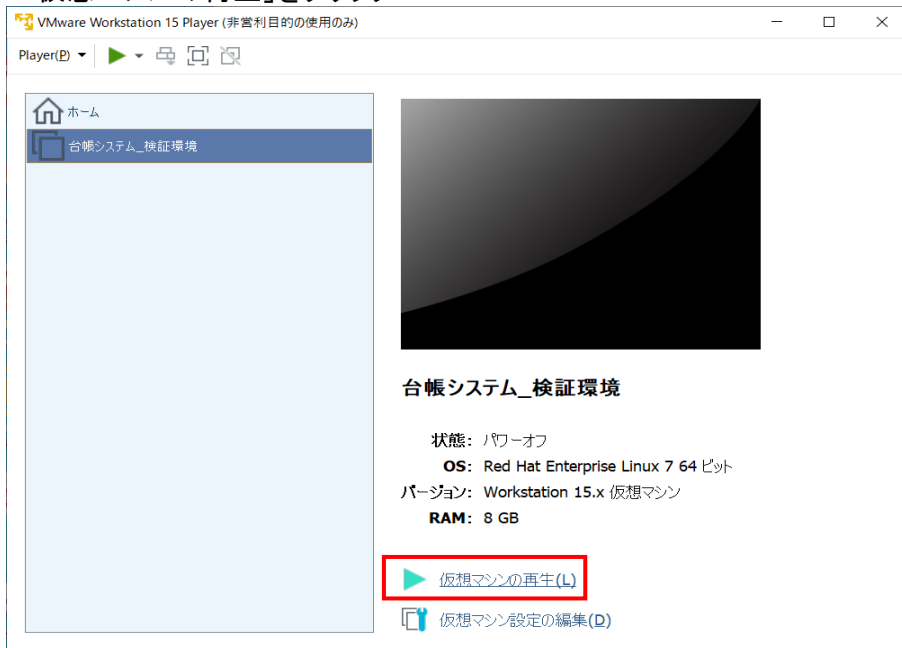 VMware Workstation 15 Player (非営利目的の使用のみ)
Player(P)
ホーム
台帳システム_検証環境
台帳システム_検証環境
状態: パワーオフ
OS: Red Hat Enterprise Linux 7 64 ビット
バージョン: Workstation 15.x 仮想マシン
RAM: 8 GB
仮想マシンの再生(L)
仮想マシン設定の編集(D)